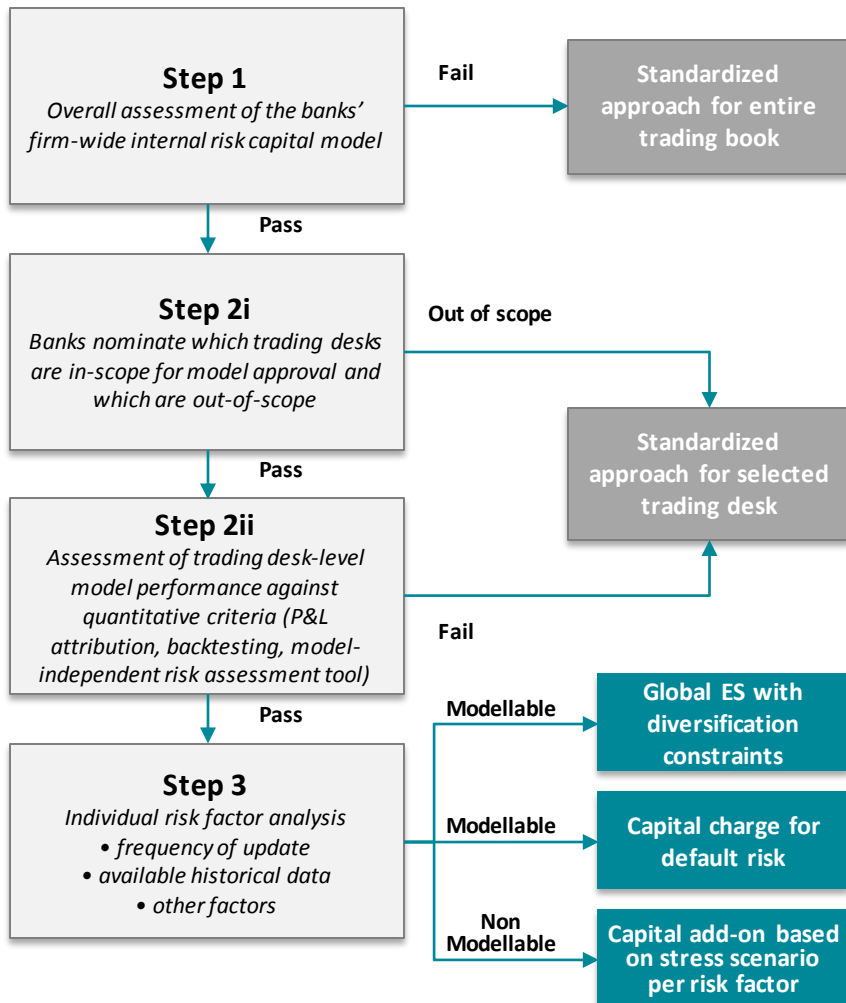 Step 1
Overall assessment of the banks'
firm-wide internal risk capital model
Fail
Standardized
approach for entire
trading book
Pass
Step 2i
Banks nominate which trading desks
are in-scope for model approval and
which are out-of-scope
Out of scope
Standardized
approach for selected
trading desk
Pass
Step 2ii
Assessment of trading desk-level
model performance against
quantitative criteria (P&L
attribution, backtesting, model-
independent risk assessment tool)
Fail
Pass
Step 3
Individual risk factor analysis
• frequency of update
• available historical data
• other factors
Modellable
Global ES with
diversification
constraints
Modellable
Capital charge for
default risk
Non
Modellable
Capital add-on based
on stress scenario
per risk factor